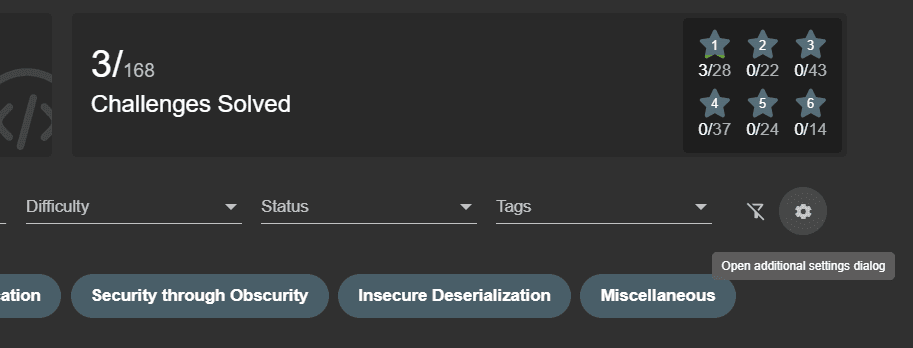 3/168
Challenges Solved
1 2 3
3/28 0/22 0/43
4 5 6
0/37 0/24 0/14
Difficulty Status Tags
Open additional settings dialog
ation Security through Obscurity Insecure Deserialization Miscellaneous